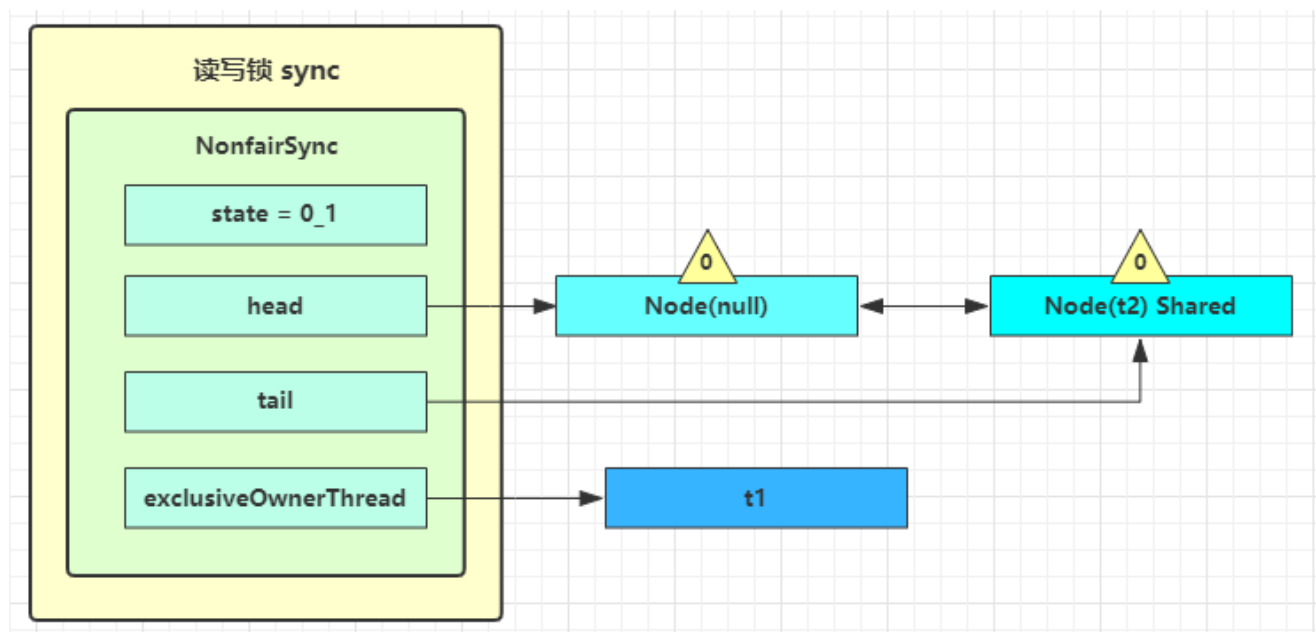 读写锁 sync
NonfairSync
state = 0_1
head
tail
exclusiveOwnerThread
0
Node(null)
0
Node(t2) Shared
t1